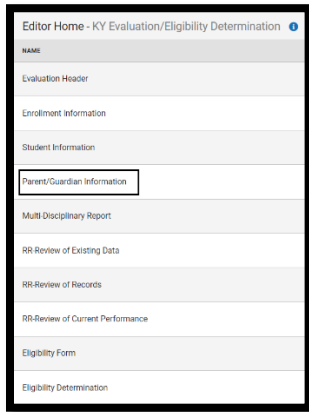 Editor Home - KY Evaluation/Eligibility Determination i
NAME
Evaluation Header
Enrollment Information
Student Information
Parent/Guardian Information
Multi-Disciplinary Report
RR-Review of Existing Data
RR-Review of Records
RR-Review of Current Performance
Eligibility Form
Eligibility Determination